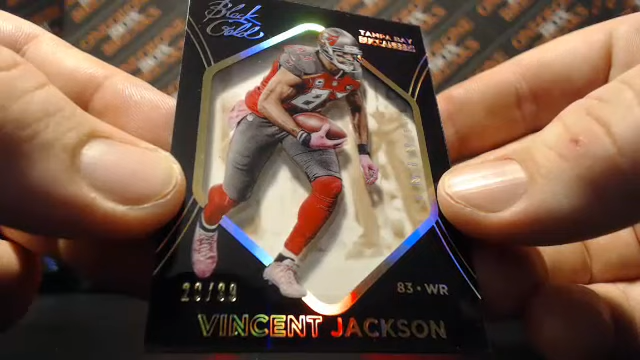 Black
Gold
TAMPA BAY
BUCCANEERS
83 • WR
VINCENT JACKSON